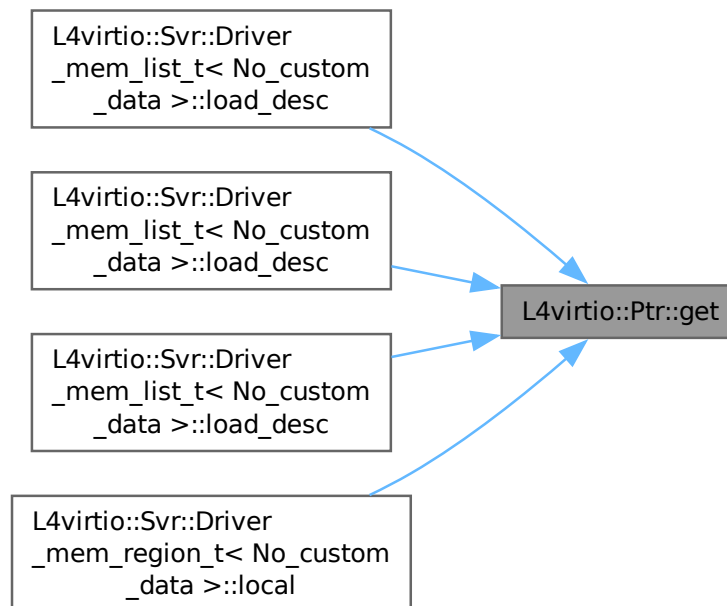 L4virtio::Svr::Driver
_mem_list_t< No_custom
_data >::load_desc
L4virtio::Svr::Driver
_mem_list_t< No_custom
_data >::load_desc
L4virtio::Ptr::get
L4virtio::Svr::Driver
_mem_list_t< No_custom
_data >::load_desc
L4virtio::Svr::Driver
_mem_region_t< No_custom
_data >::local